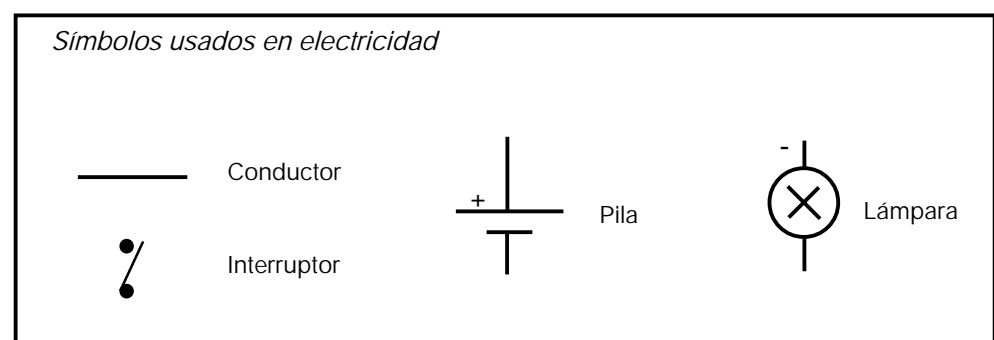 Símbolos usados en electricidad
Conductor
+
Pila
-
Lámpara
Interruptor